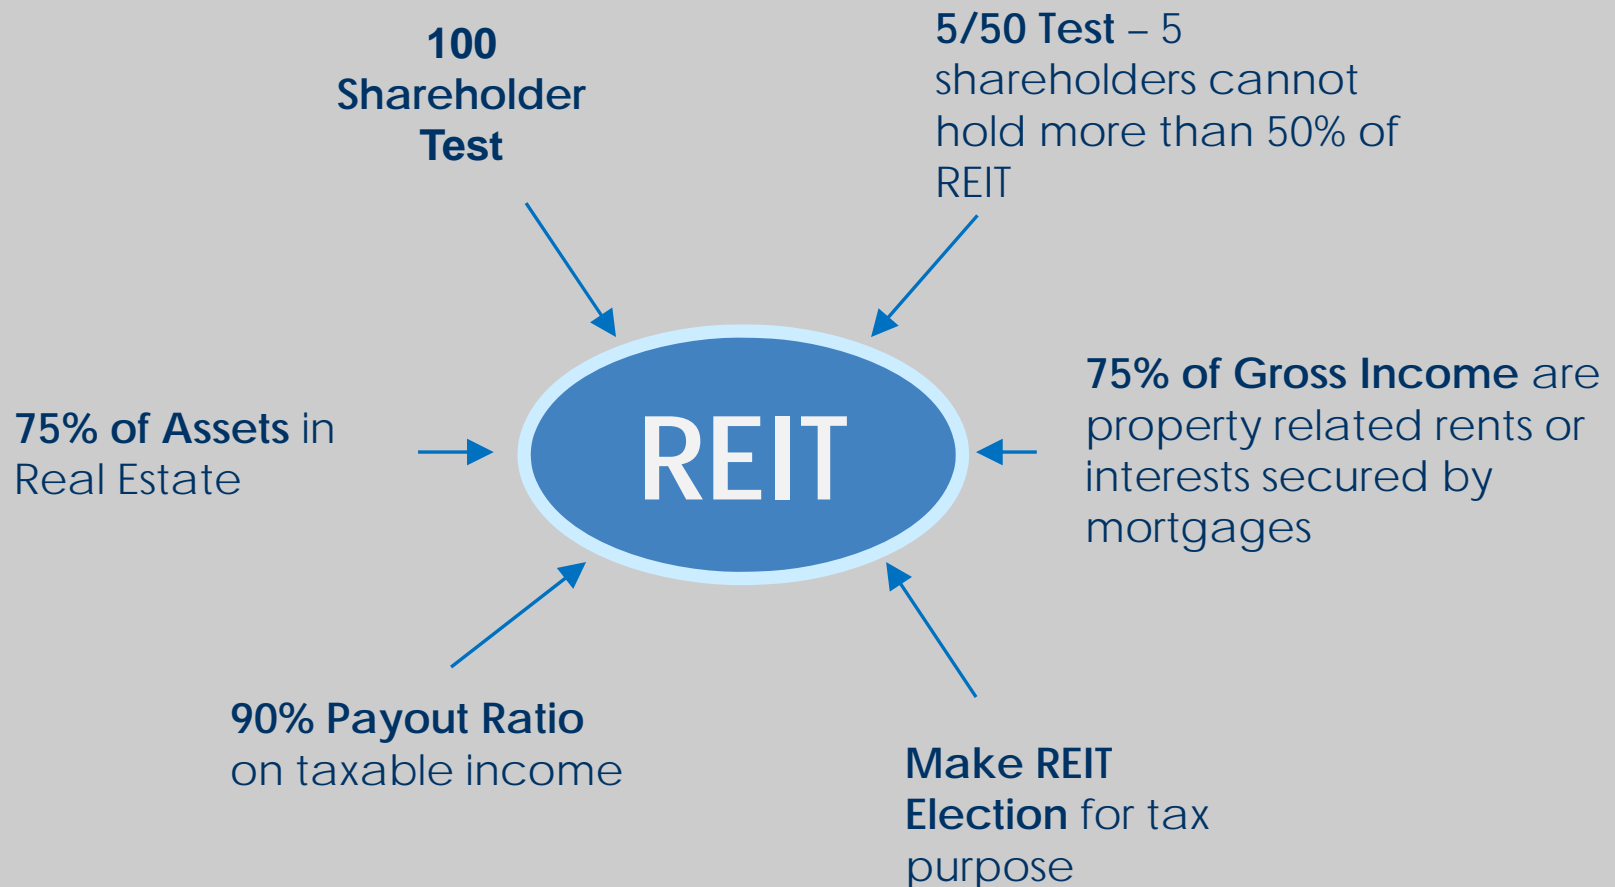 100
Shareholder
Test
5/50 Test – 5
shareholders cannot
hold more than 50% of
REIT
75% of Assets in
Real Estate
REIT
75% of Gross Income are
property related rents or
interests secured by
mortgages
90% Payout Ratio
on taxable income
Make REIT
Election for tax
purpose